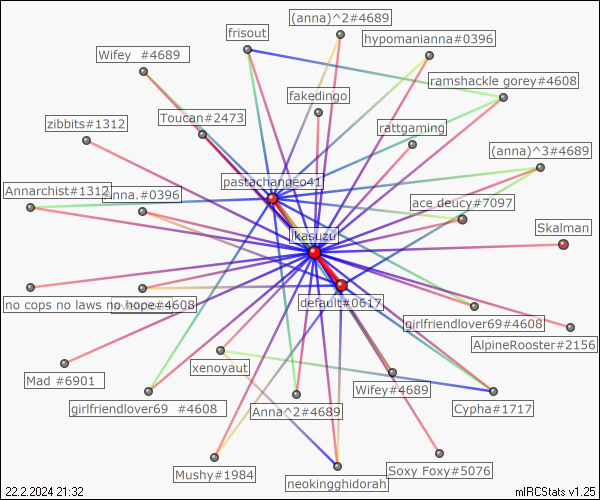 (anna)^2#4689
frisout
hypomanianna#0396
Wifey  #4689
ramshackle gorey#4608
fakedingo
Toucan#2473
zibbits#1312
rattgaming
(anna)^3#4689
pastachangeo41
Annarchist#1312
anna.#0396
ace deucy#7097
Skalman
ikasuzu
no cops no laws no hope#4608
default#0617
girlfriendlover69#4608
AlpineRooster#2156
xenoyaut
Mad #6901
Wifey#4689
girlfriendlover69  #4608
Anna^2#4689
Cypha#1717
Mushy#1984
Soxy Foxy#5076
neokingghidorah
22.2.2024 21:32
mIRCStats v1.25